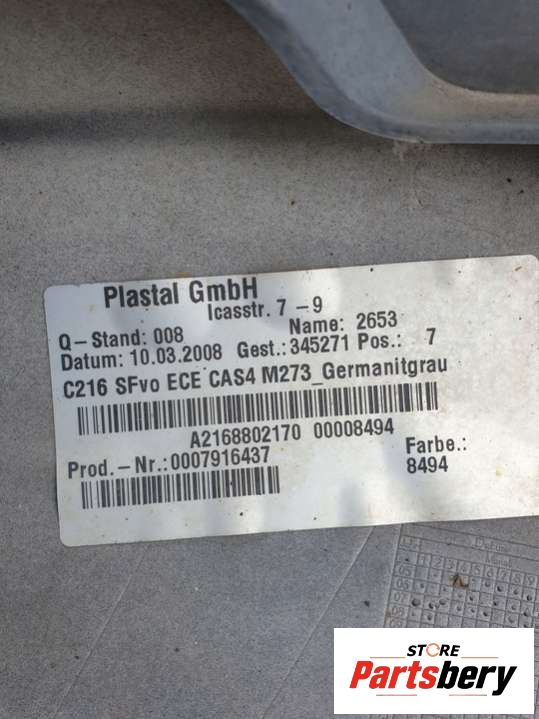 Plastal GmbH
Icasstr. 7 -9
Q-Stand: 008 Name: 2653
Datum: 10.03.2008 Gest.: 345271 Pos.: 7
C216 SFvo ECE CAS4 M273_Germanitgrau
A2168802170 00008494
Prod.-Nr.: 0007916437 Farbe.:
8494
STORE
Partsbery